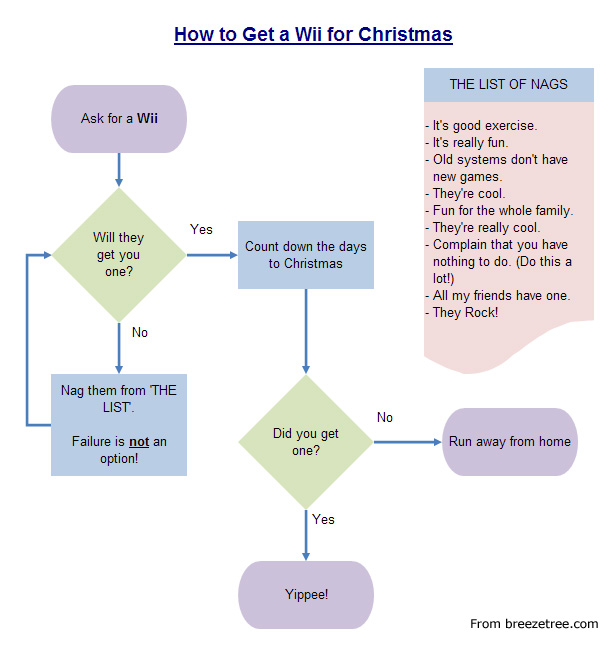 How to Get a Wii for Christmas
Ask for a Wii
Will they
get you
one?
Yes
No
Nag them from 'THE
LIST'.
Failure is not an
option!
Count down the days
to Christmas
Did you get
one?
No
Run away from home
Yes
Yippee!
THE LIST OF NAGS
- It's good exercise.
- It's really fun.
- Old systems don't have
new games.
- They're cool.
- Fun for the whole family.
- They're really cool.
- Complain that you have
nothing to do. (Do this a
lot!)
- All my friends have one.
- They Rock!
From breezetree.com